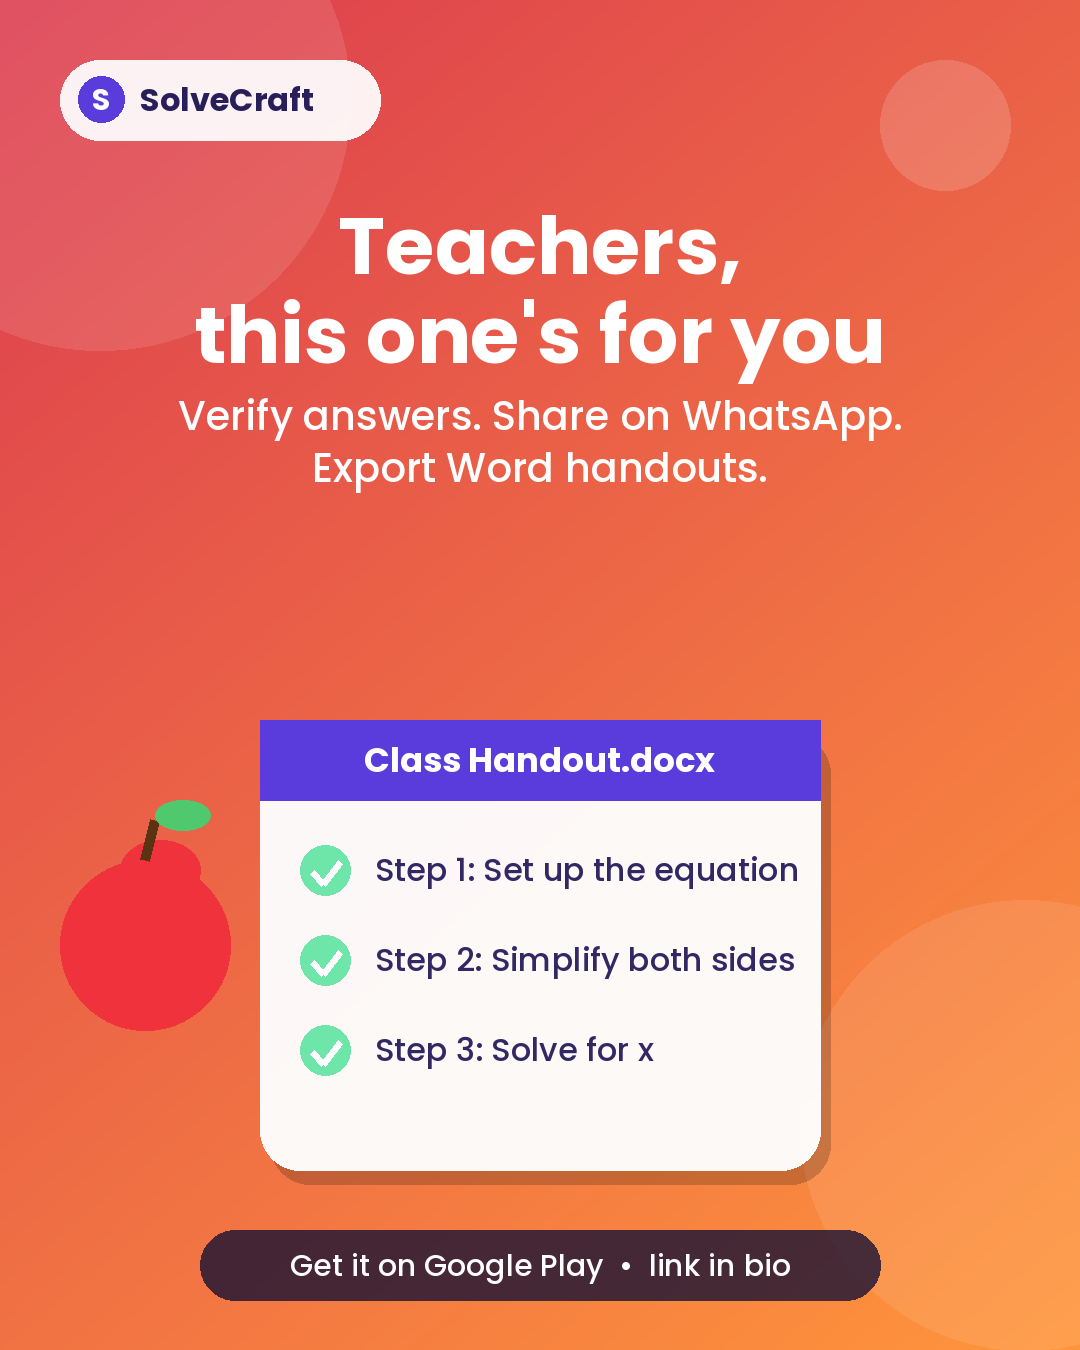 S SolveCraft
Teachers,
this one's for you
Verify answers. Share on WhatsApp.
Export Word handouts.
Class Handout.docx
Step 1: Set up the equation
Step 2: Simplify both sides
Step 3: Solve for x
Get it on Google Play • link in bio